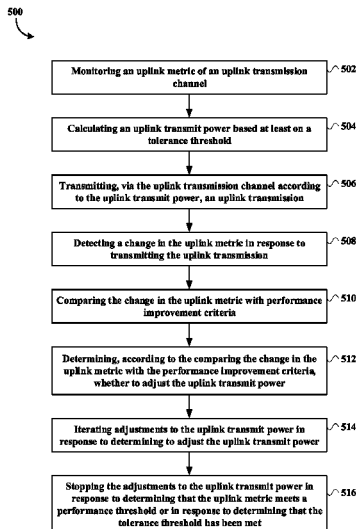 500
Monitoring an uplink metric of an uplink transmission
channel
502
Calculating an uplink transmit power based at least on a
tolerance threshold
504
Transmitting, via the uplink transmission channel according
to the uplink transmit power, an uplink transmission
506
Detecting a change in the uplink metric in response to
transmitting the uplink transmission
508
Comparing the change in the uplink metric with performance
improvement criteria
510
Determining, according to the comparing the change in the
uplink metric with the performance improvement criteria,
whether to adjust the uplink transmit power
512
Iterating adjustments to the uplink transmit power in
response to determining to adjust the uplink transmit power
514
Stopping the adjustments to the uplink transmit power in
response to determining that the uplink metric meets a
performance threshold or in response to determining that the
tolerance threshold has been met
516